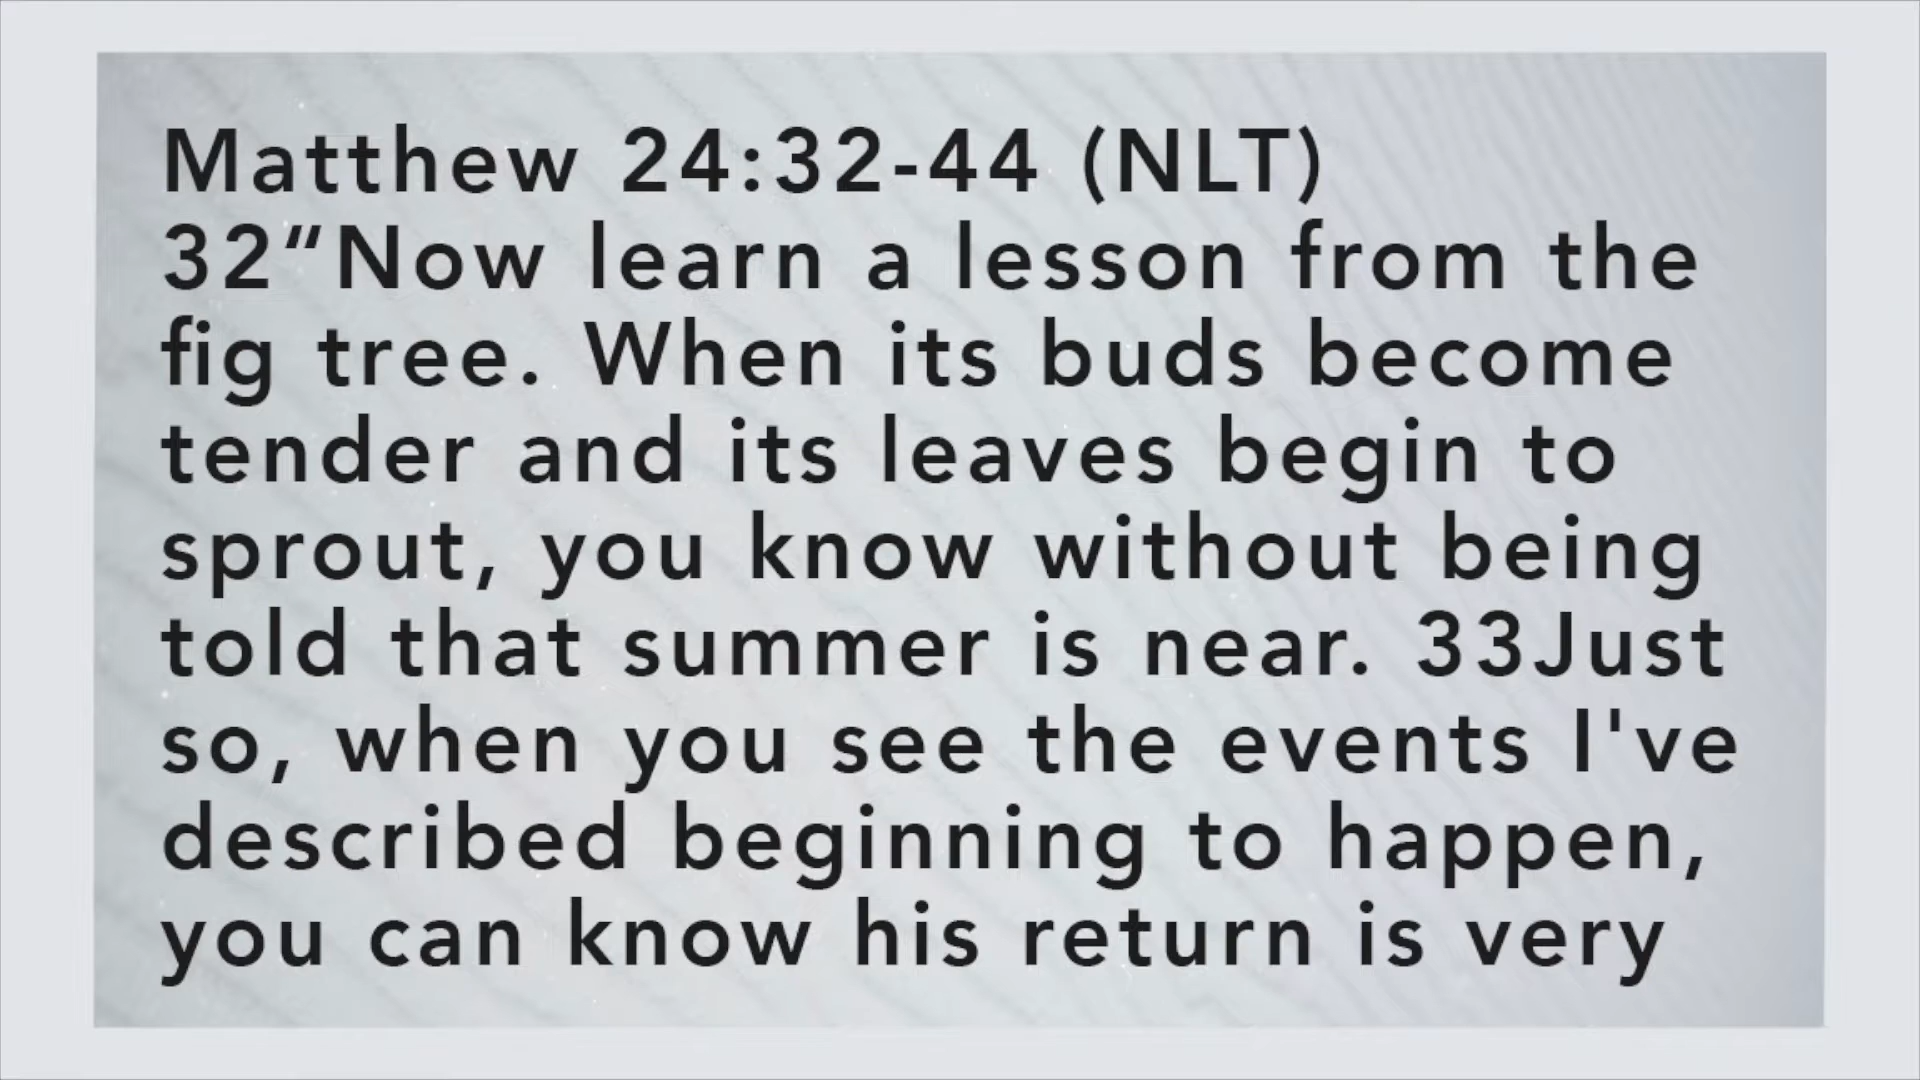 Matthew 24:32-44 (NLT)
32“Now learn a lesson from the
fig tree. When its buds become
tender and its leaves begin to
sprout, you know without being
told that summer is near. 33Just
so, when you see the events I've
described beginning to happen,
you can know his return is very